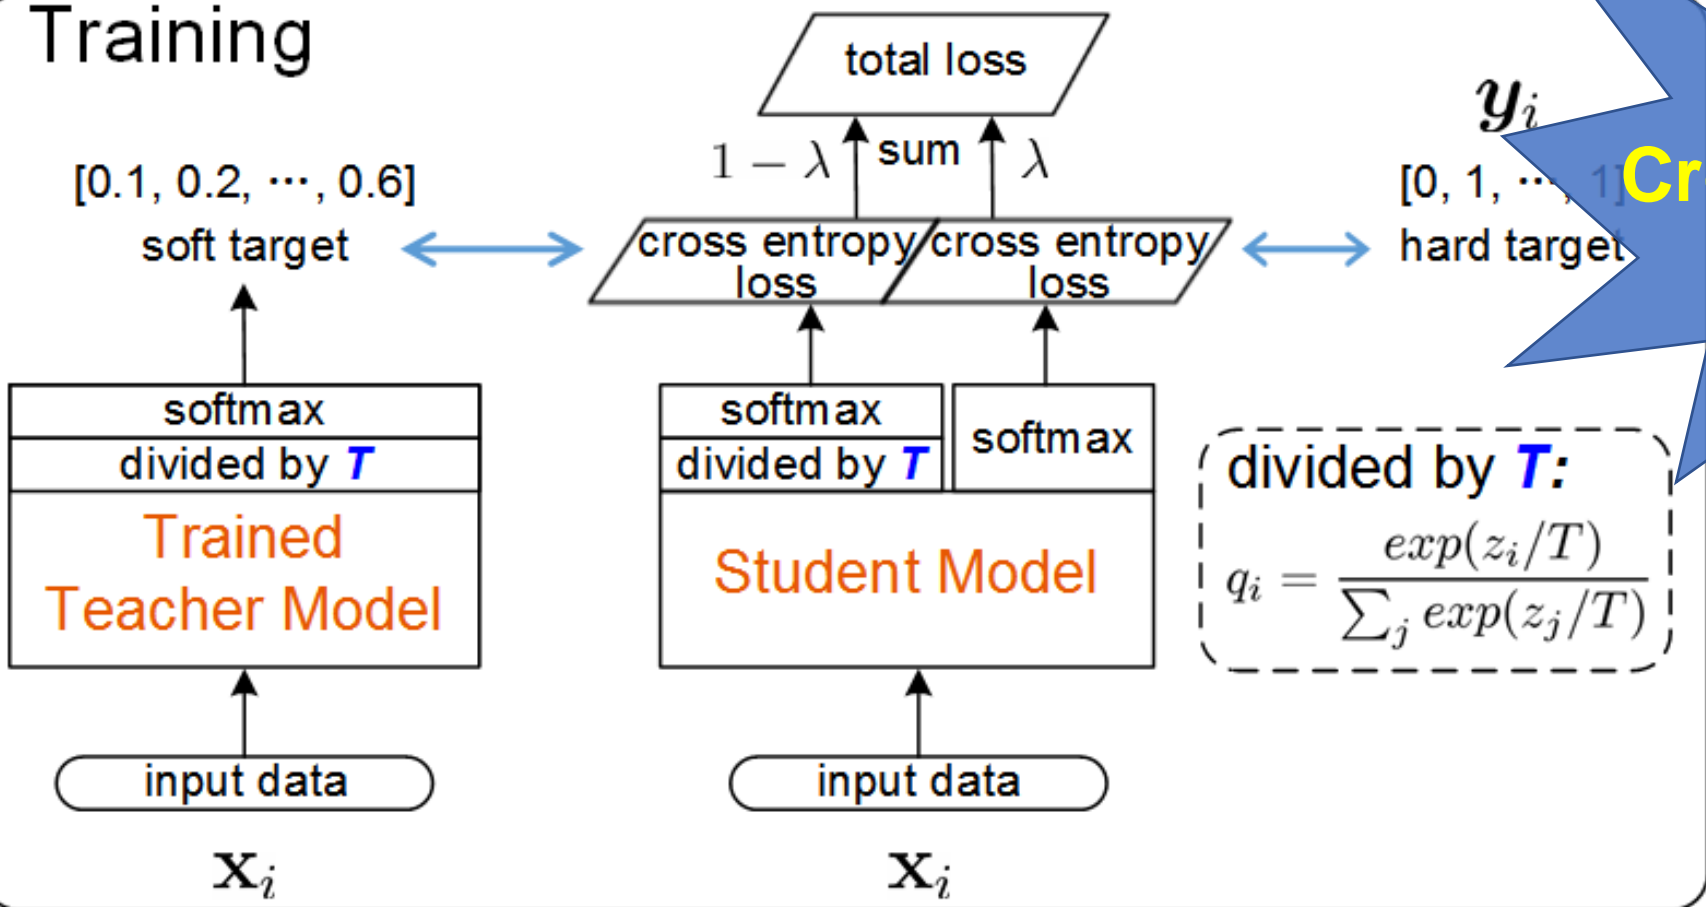 Training
total loss
1 − λ sum λ
y_i
[0.1, 0.2, ⋯, 0.6]
[0, 1, ⋯, 1]
soft target
cross entropy loss
cross entropy loss
hard target
softmax
divided by T
Trained
Teacher Model
softmax
divided by T
softmax
Student Model
divided by T:
q_i = exp(z_i/T) / ∑_j exp(z_j/T)
input data
input data
x_i
x_i